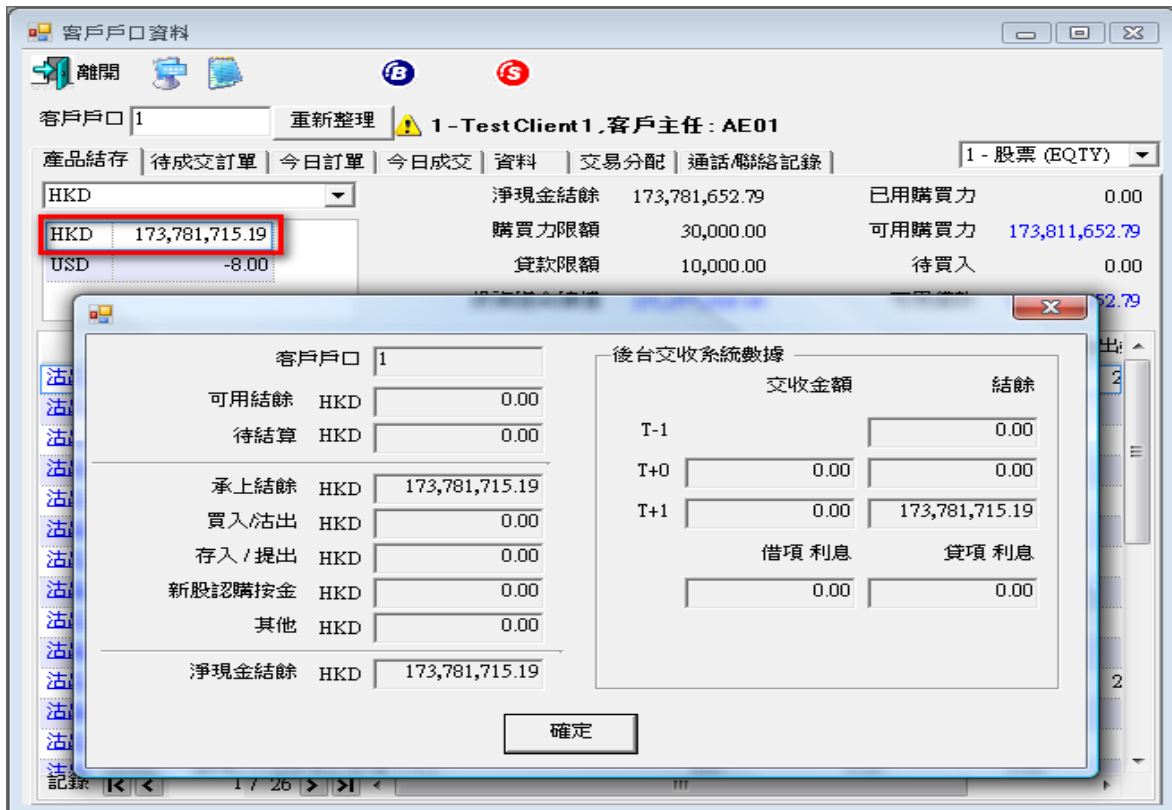 客戶戶口資料
離開 B S
客戶戶口 1 重新整理 1 - TestClient1 ,客戶主任 : AE01
產品結存 待成交訂單 今日訂單 今日成交 資料 交易分配 通話/聯絡記錄 1 - 股票 (EQTY)
HKD 淨現金結餘 173,781,652.79 已用購買力 0.00
HKD 173,781,715.19 購買力限額 30,000.00 可用購買力 173,811,652.79
USD -8.00 貸款限額 10,000.00 待買入 0.00
52.79
客戶戶口 1
可用結餘 HKD 0.00
待結算 HKD 0.00
承上結餘 HKD 173,781,715.19
買入/沽出 HKD 0.00
存入 / 提出 HKD 0.00
新股認購按金 HKD 0.00
其他 HKD 0.00
淨現金結餘 HKD 173,781,715.19
後台交收系統數據
交收金額 結餘
T-1 0.00
T+0 0.00 0.00
T+1 0.00 173,781,715.19
借項 利息 貸項 利息
0.00 0.00
確定
記錄 1 / 26